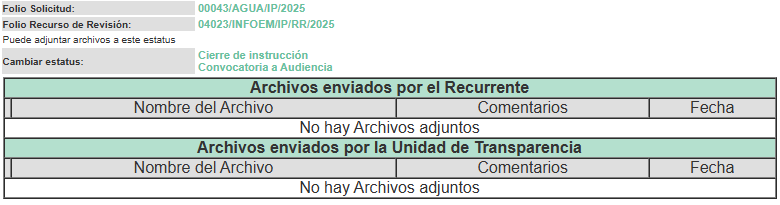 Folio Solicitud: 00043/AGUA/IP/2025
Folio Recurso de Revisión: 04023/INFOEM/IP/RR/2025
Puede adjuntar archivos a este estatus
Cambiar estatus: Cierre de instrucción
Convocatoria a Audiencia
Archivos enviados por el Recurrente
Nombre del Archivo Comentarios Fecha
No hay Archivos adjuntos
Archivos enviados por la Unidad de Transparencia
Nombre del Archivo Comentarios Fecha
No hay Archivos adjuntos